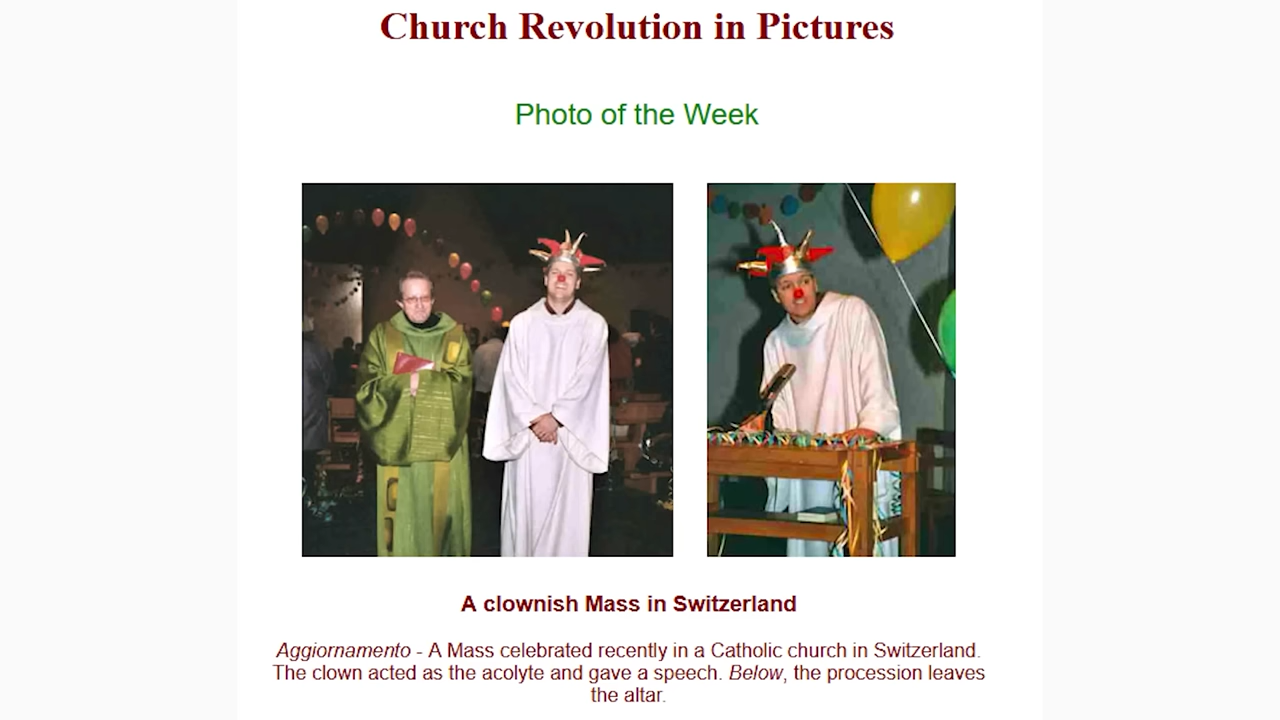 Church Revolution in Pictures
Photo of the Week
A clownish Mass in Switzerland
Aggiornamento - A Mass celebrated recently in a Catholic church in Switzerland.
The clown acted as the acolyte and gave a speech. Below, the procession leaves
the altar.